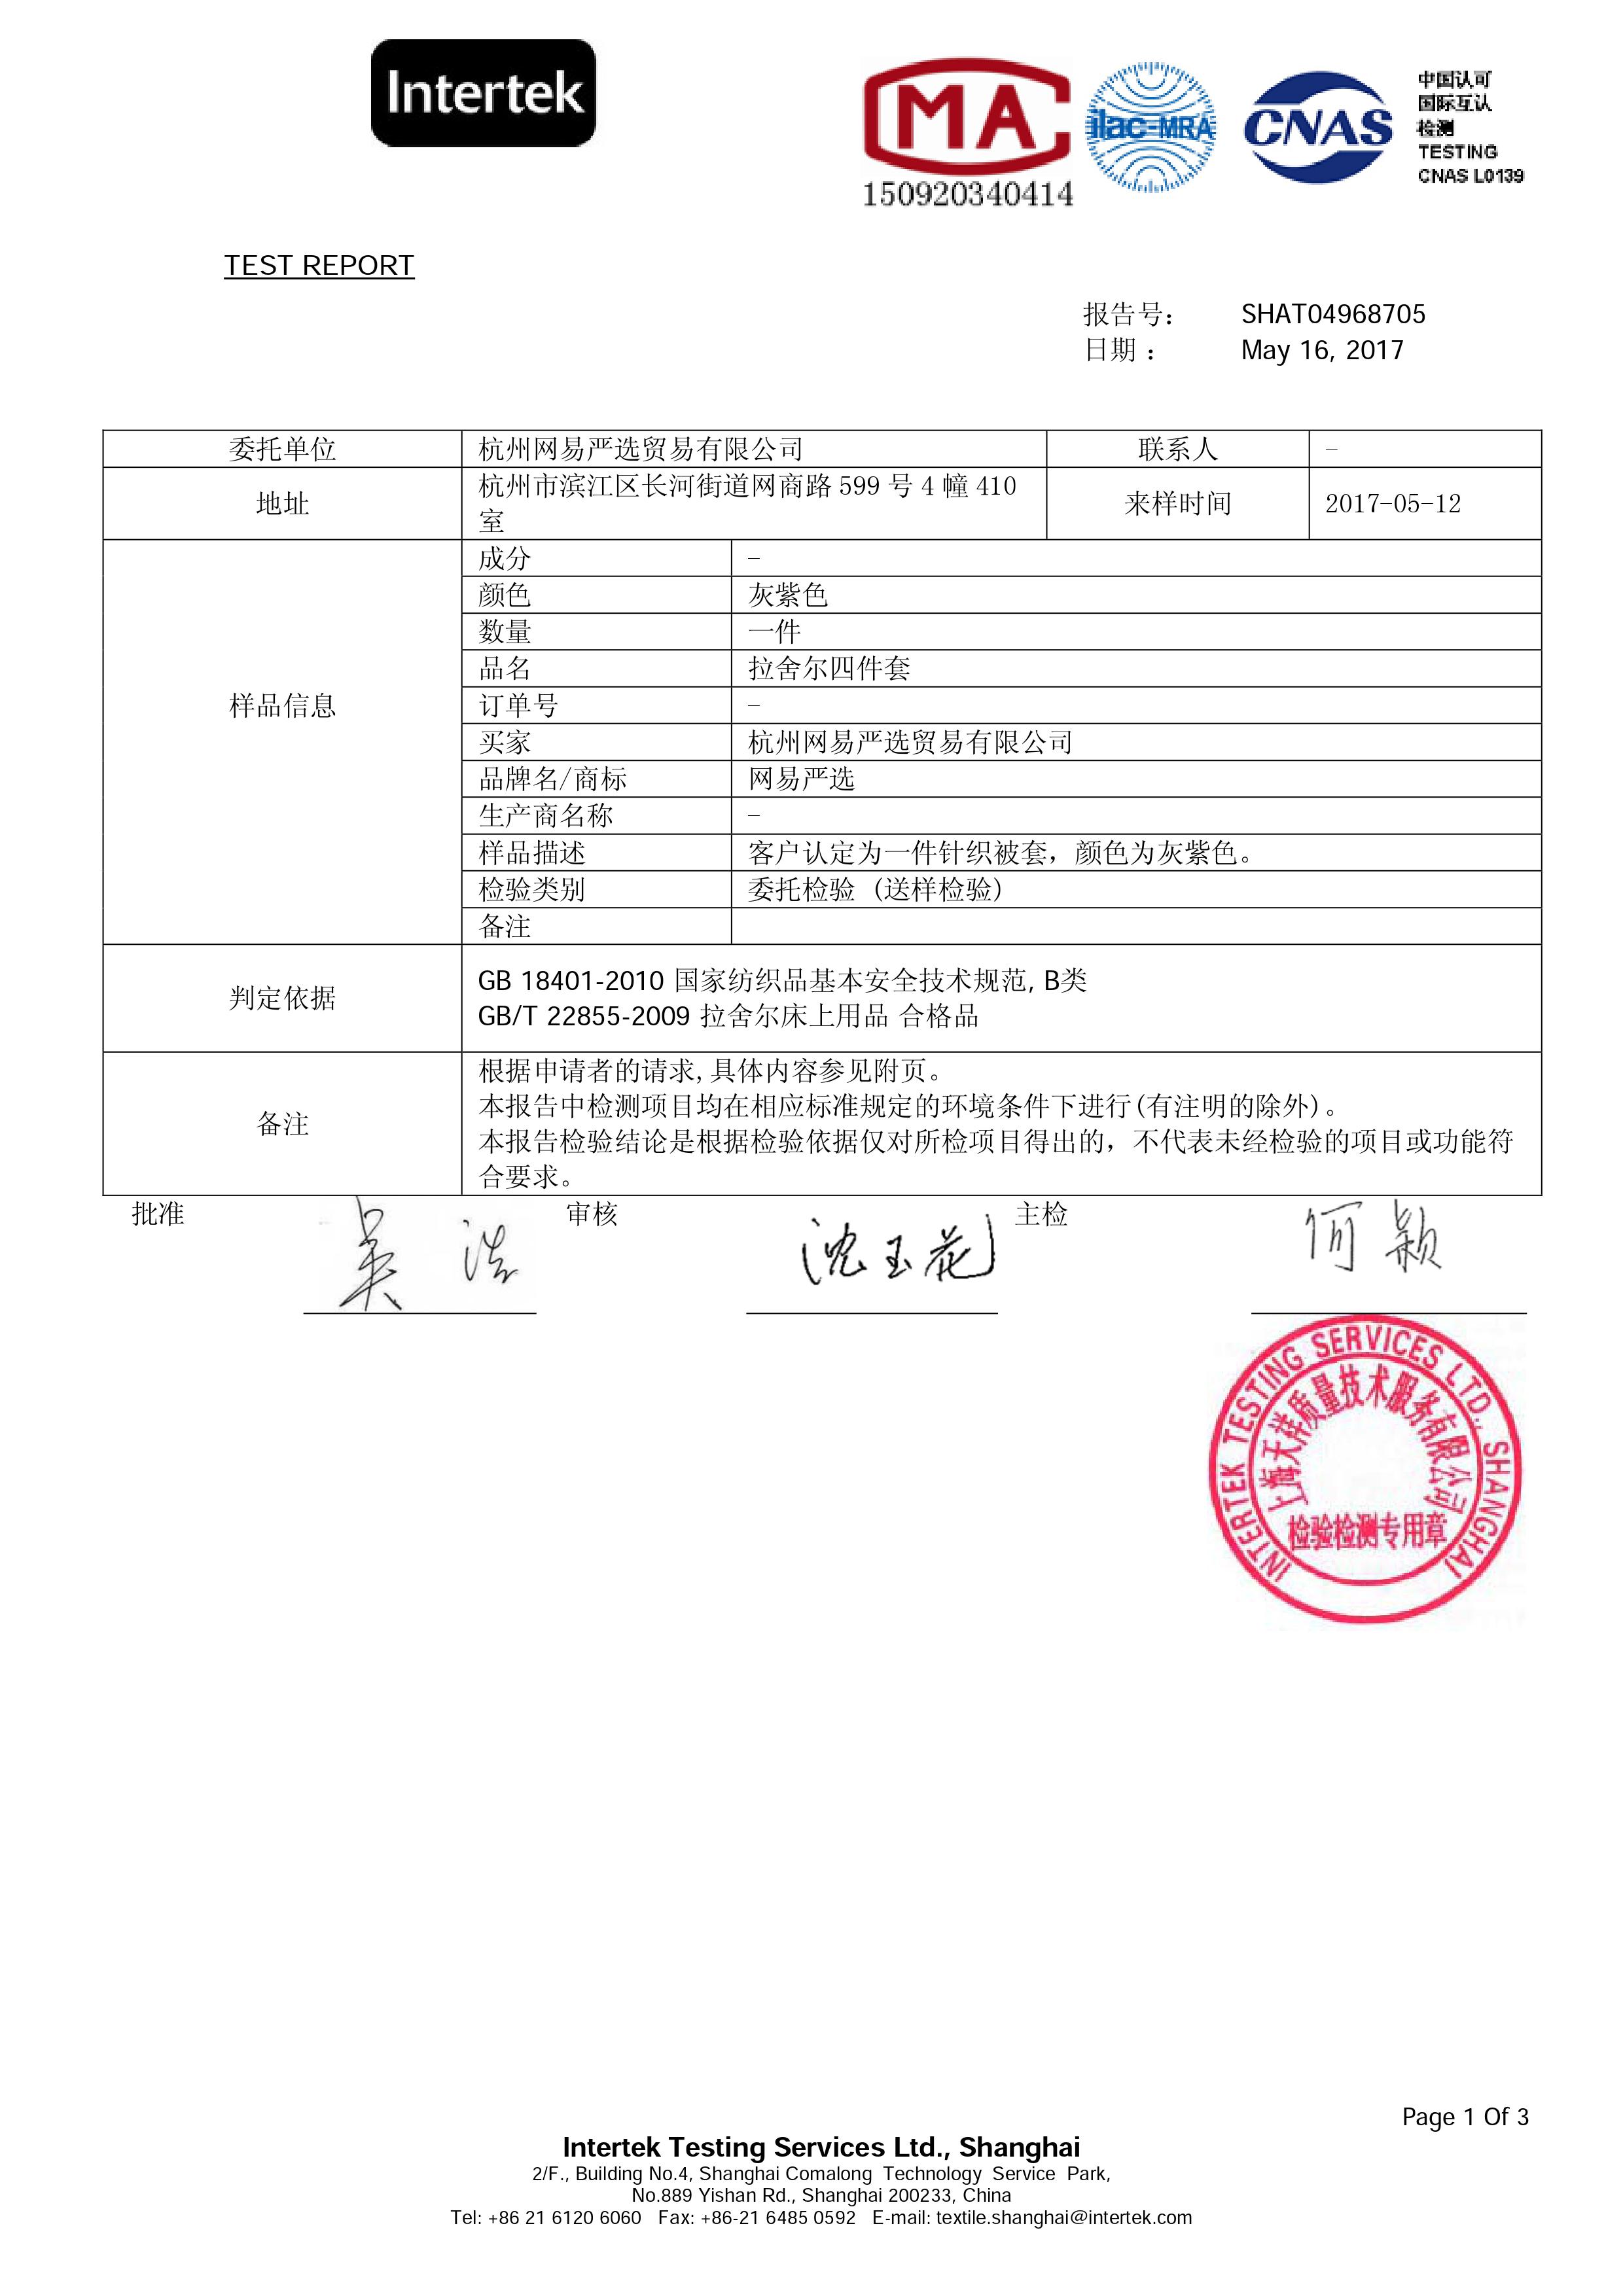 Intertek
MA
150920340414
ilac-MRA
CNAS
中国认可
国际互认
检测
TESTING
CNAS L0139
TEST REPORT
报告号： SHAT04968705
日期： May 16, 2017
委托单位 杭州网易严选贸易有限公司 联系人 –
地址 杭州市滨江区长河街道网商路 599 号 4 幢 410
室 来样时间 2017-05-12
样品信息
成分 –
颜色 灰紫色
数量 一件
品名 拉舍尔四件套
订单号 –
买家 杭州网易严选贸易有限公司
品牌名/商标 网易严选
生产商名称 –
样品描述 客户认定为一件针织被套，颜色为灰紫色。
检验类别 委托检验 (送样检验)
备注
判定依据
GB 18401-2010 国家纺织品基本安全技术规范, B类
GB/T 22855-2009 拉舍尔床上用品 合格品
备注
根据申请者的请求,具体内容参见附页。
本报告中检测项目均在相应标准规定的环境条件下进行(有注明的除外)。
本报告检验结论是根据检验依据仅对所检项目得出的，不代表未经检验的项目或功能符
合要求。
批准 吴浩 审核 沈玉花 主检 何颖
INTERTEK TESTING SERVICES LTD., SHANGHAI
上海天祥质量技术服务有限公司
检验检测专用章
Page 1 Of 3
Intertek Testing Services Ltd., Shanghai
2/F., Building No.4, Shanghai Comalong Technology Service Park,
No.889 Yishan Rd., Shanghai 200233, China
Tel: +86 21 6120 6060 Fax: +86-21 6485 0592 E-mail: textile.shanghai@intertek.com